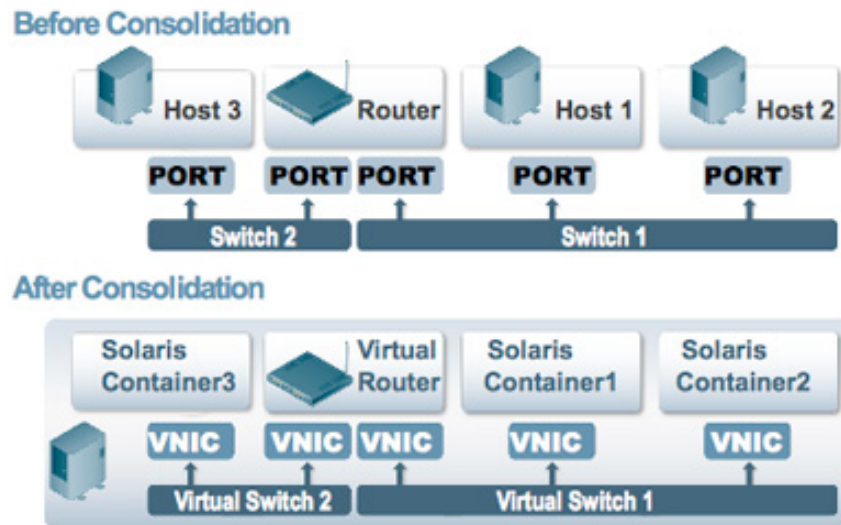 Before Consolidation
Host 3
Router
Host 1
Host 2
PORT
PORT
PORT
PORT
PORT
Switch 2
Switch 1
After Consolidation
Solaris
Container3
Virtual
Router
Solaris
Container1
Solaris
Container2
VNIC
VNIC
VNIC
VNIC
VNIC
Virtual Switch 2
Virtual Switch 1